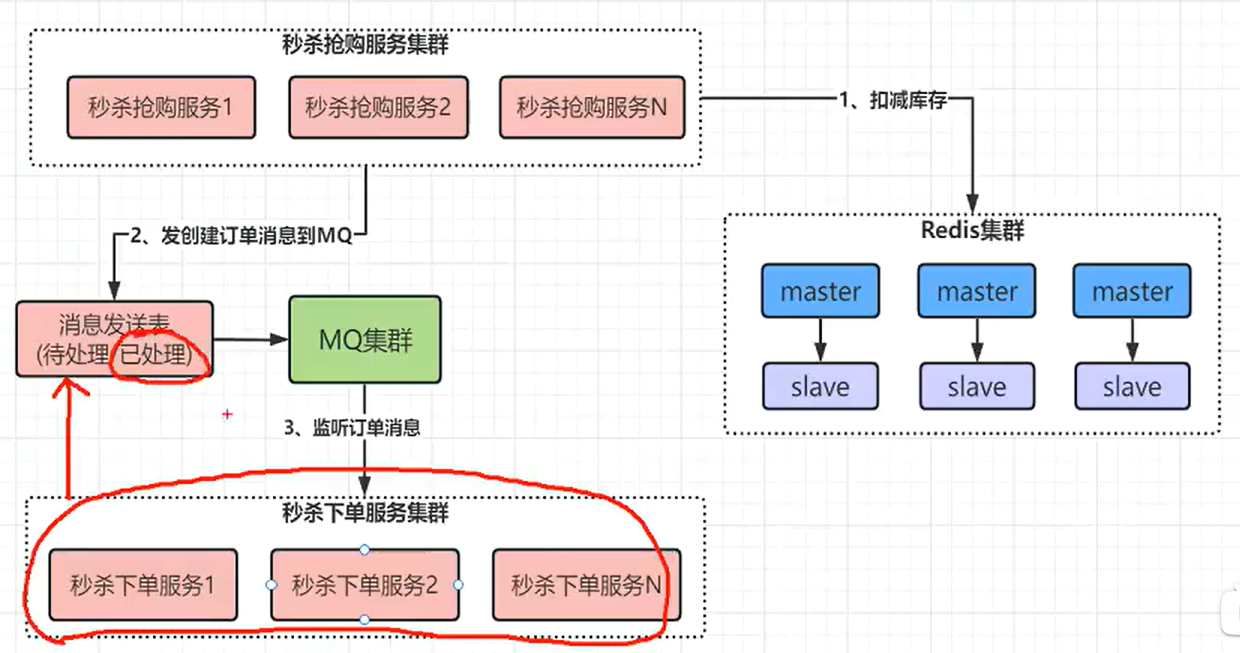 秒杀抢购服务集群
秒杀抢购服务1
秒杀抢购服务2
秒杀抢购服务N
1、扣减库存
2、发创建订单消息到MQ
Redis集群
master
master
master
slave
slave
slave
消息发送表
(待处理 已处理)
MQ集群
3、监听订单消息
秒杀下单服务集群
秒杀下单服务1
秒杀下单服务2
秒杀下单服务N